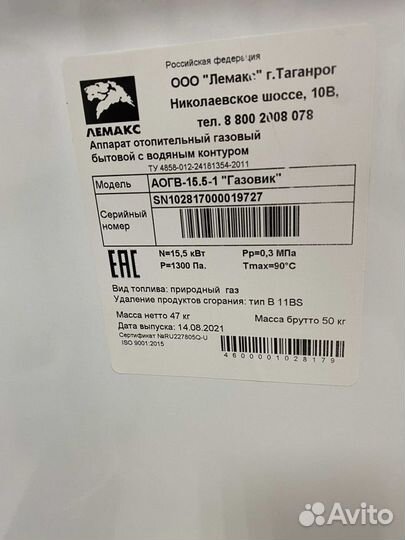 Российская федерация
ООО "Лемакс" г.Таганрог
Николаевское шоссе, 10В,
тел. 8 800 2008 078
ЛЕМАКС
Аппарат отопительный газовый
бытовой с водяным контуром
ТУ 4858-012-24181354-2011
Модель АОГВ-15.5-1 "Газовик"
Серийный номер SN102817000019727
EAC
N=15,5 кВт Pp=0,3 МПа
P=1300 Па. Tmax=90°C
Вид топлива: природный газ
Удаление продуктов сгорания: тип В 11BS
Масса нетто 47 кг Масса брутто 50 кг
Дата выпуска: 14.08.2021
Сертификат №RU227805Q-U
ISO 9001:2015
4600001028179
Avito